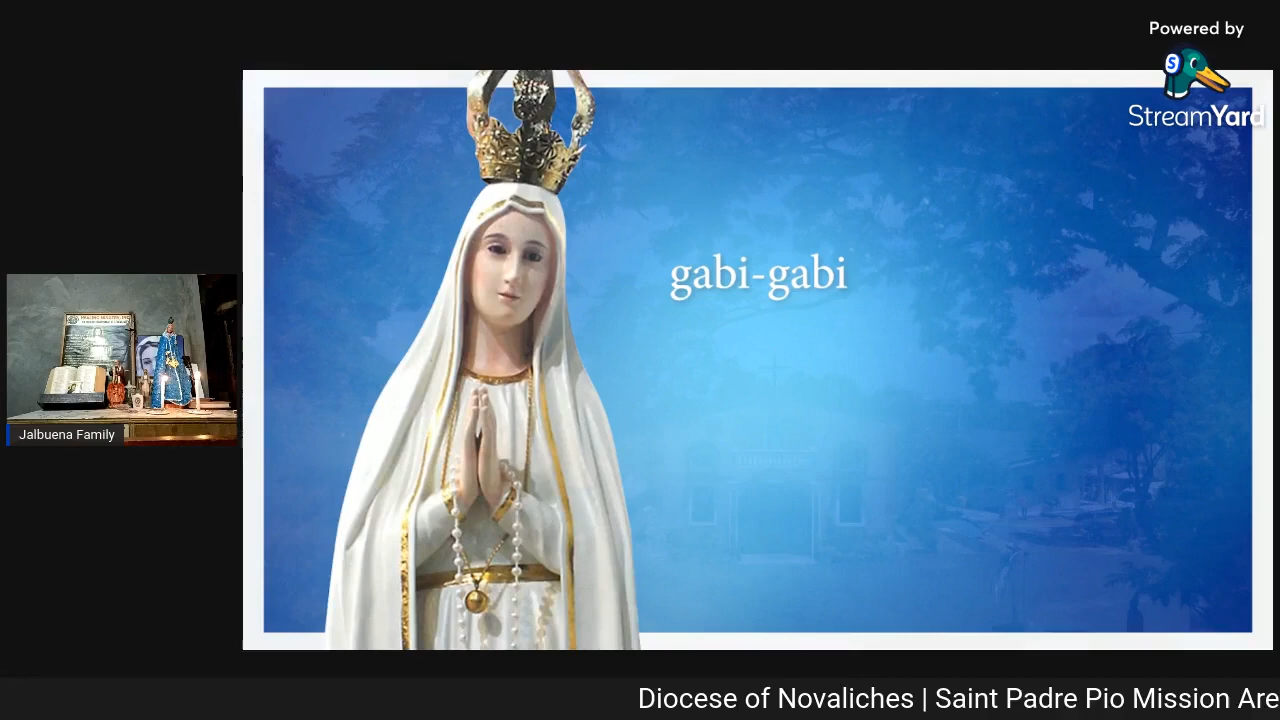 Powered by
StreamYard
gabi-gabi
Jalbuena Family
Diocese of Novaliches | Saint Padre Pio Mission Are